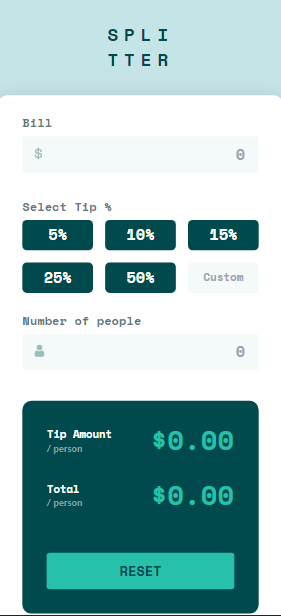 SPLI
TTER
Bill
$ 0
Select Tip %
5% 10% 15%
25% 50% Custom
Number of people
0
Tip Amount $0.00
/ person
Total $0.00
/ person
RESET